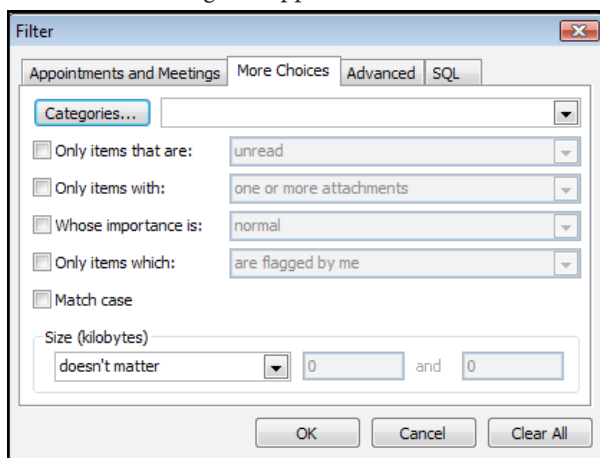 Filter
Appointments and Meetings More Choices Advanced SQL
Categories...
Only items that are: unread
Only items with: one or more attachments
Whose importance is: normal
Only items which: are flagged by me
Match case
Size (kilobytes)
doesn't matter 0 and 0
OK Cancel Clear All